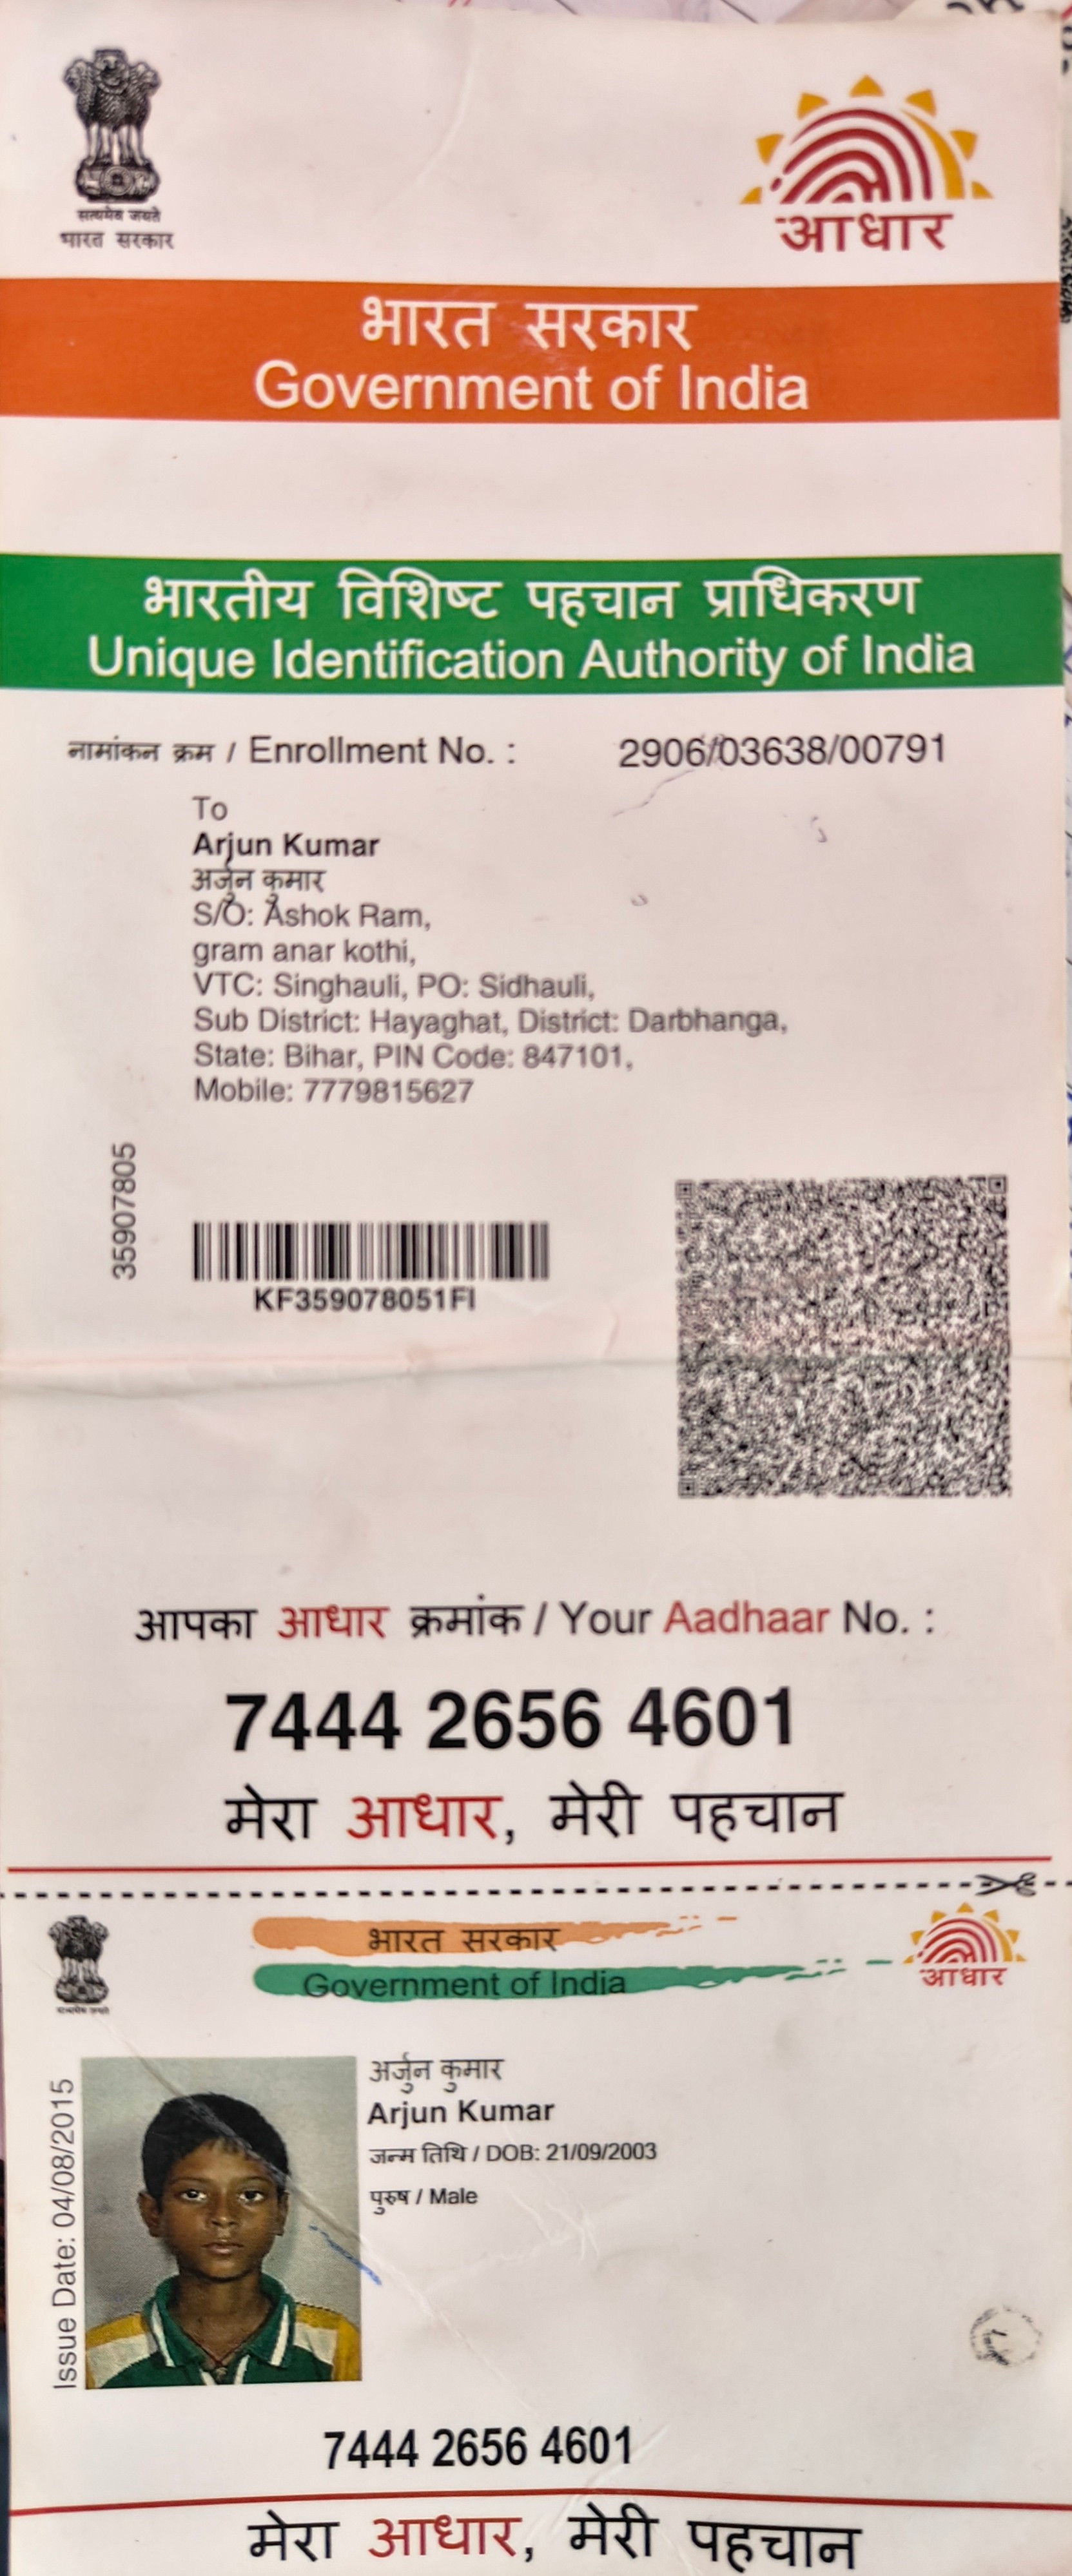 सत्यमेव जयते
भारत सरकार
आधार
भारत सरकार
Government of India
भारतीय विशिष्ट पहचान प्राधिकरण
Unique Identification Authority of India
नामांकन क्रम / Enrollment No. : 2906/03638/00791
To
Arjun Kumar
अर्जुन कुमार
S/O: Ashok Ram,
gram anar kothi,
VTC: Singhauli, PO: Sidhauli,
Sub District: Hayaghat, District: Darbhanga,
State: Bihar, PIN Code: 847101,
Mobile: 7779815627
35907805
KF359078051FI
आपका आधार क्रमांक / Your Aadhaar No. :
7444 2656 4601
मेरा आधार, मेरी पहचान
भारत सरकार
Government of India
आधार
सत्यमेव जयते
Issue Date: 04/08/2015
अर्जुन कुमार
Arjun Kumar
जन्म तिथि / DOB: 21/09/2003
पुरुष / Male
7444 2656 4601
मेरा आधार, मेरी पहचान